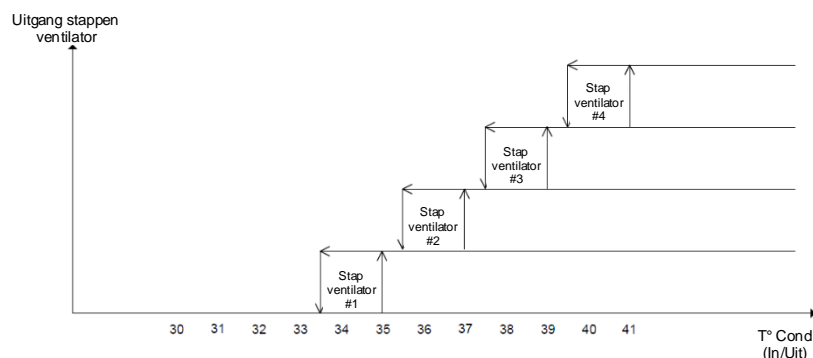 Uitgang stappen
ventilator
Stap
ventilator
#4
Stap
ventilator
#3
Stap
ventilator
#2
Stap
ventilator
#1
30 31 32 33 34 35 36 37 38 39 40 41
T° Cond
(In/Uit)